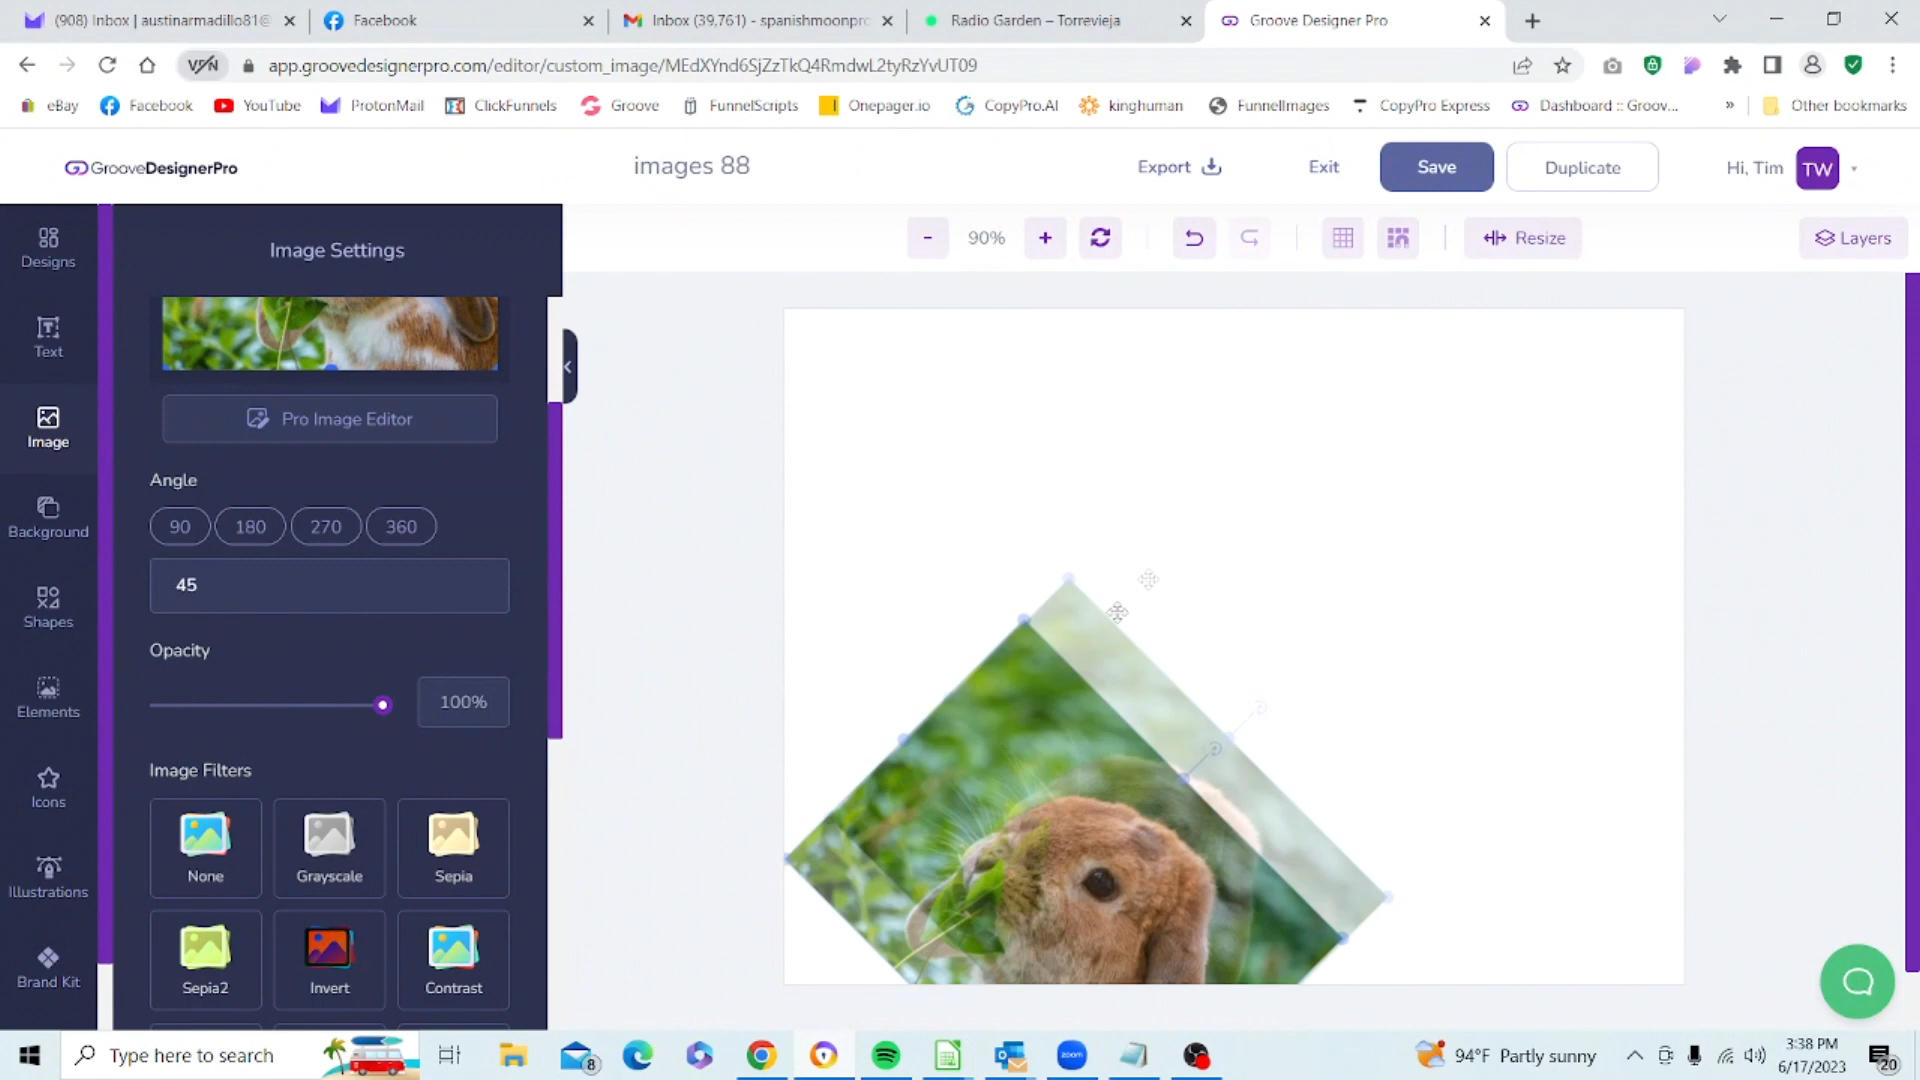 (908) Inbox | austinarmadillo81@
Facebook
Inbox (39,761) - spanishmoonpro
Radio Garden – Torrevieja
Groove Designer Pro
VPN
app.groovedesignerpro.com/editor/custom_image/MEdXYnd6SjZzTkQ4RmdwL2tyRzYvUT09
eBay
Facebook
YouTube
ProtonMail
ClickFunnels
Groove
FunnelScripts
Onepager.io
CopyPro.AI
kinghuman
FunnelImages
CopyPro Express
Dashboard :: Groov...
»
Other bookmarks
GrooveDesignerPro
images 88
Export
Exit
Save
Duplicate
Hi, Tim
TW
Designs
Text
Image
Background
Shapes
Elements
Icons
Illustrations
Brand Kit
Image Settings
Pro Image Editor
Angle
90
180
270
360
45
Opacity
100%
Image Filters
None
Grayscale
Sepia
Sepia2
Invert
Contrast
-
90%
+
Resize
Layers
Type here to search
8
zoom
94°F Partly sunny
3:38 PM
6/17/2023
20